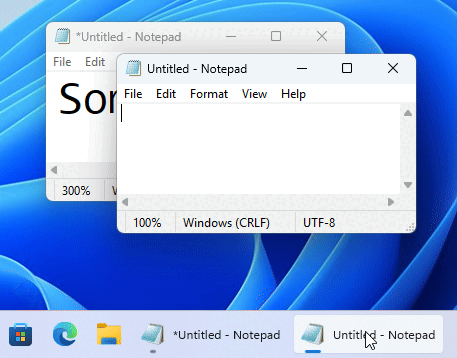 *Untitled - Notepad
Untitled - Notepad
File Edit
File Edit Format View Help
300%
100% Windows (CRLF) UTF-8
*Untitled - Notepad Untitled - Notepad